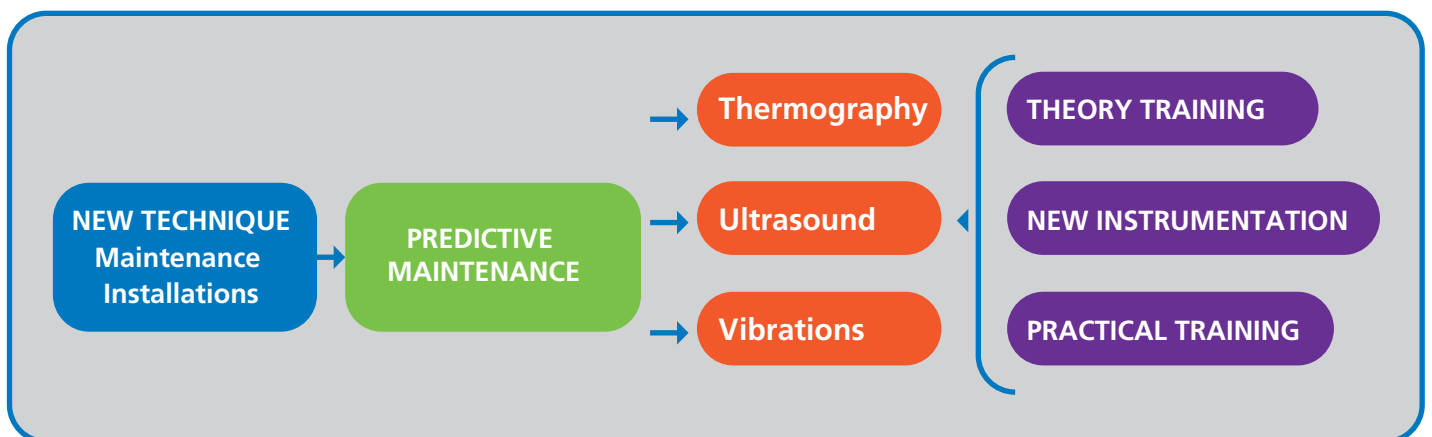 NEW TECHNIQUE
Maintenance
Installations
PREDICTIVE
MAINTENANCE
Thermography
Ultrasound
Vibrations
THEORY TRAINING
NEW INSTRUMENTATION
PRACTICAL TRAINING